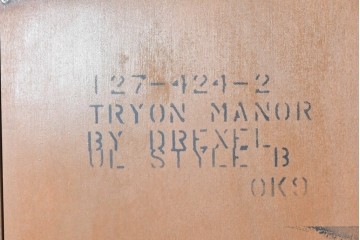 127-424-2
TRYON MANOR
BY DREXEL
UL STYLE B
OK9